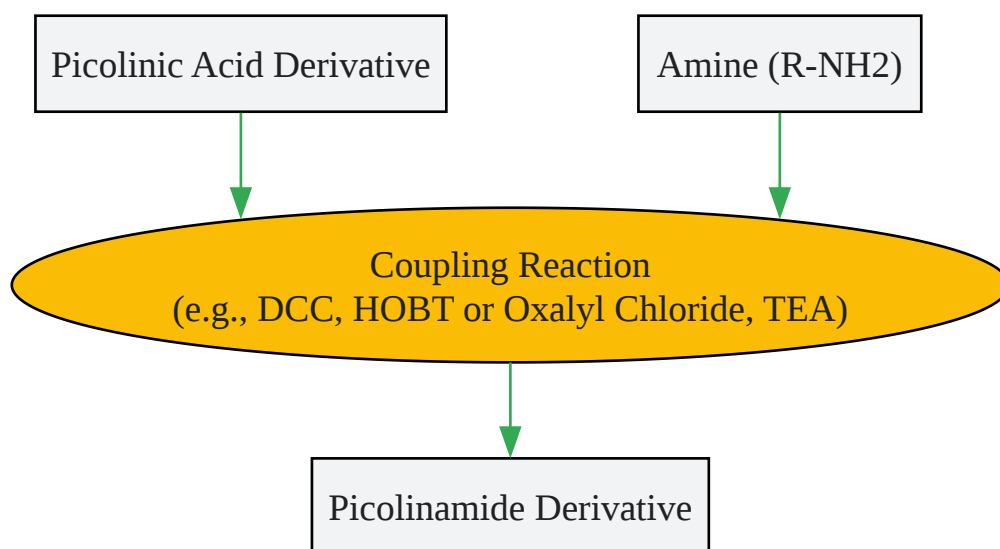 Picolinic Acid Derivative
Amine (R-NH2)
Coupling Reaction
(e.g., DCC, HOBT or Oxalyl Chloride, TEA)
Picolinamide Derivative